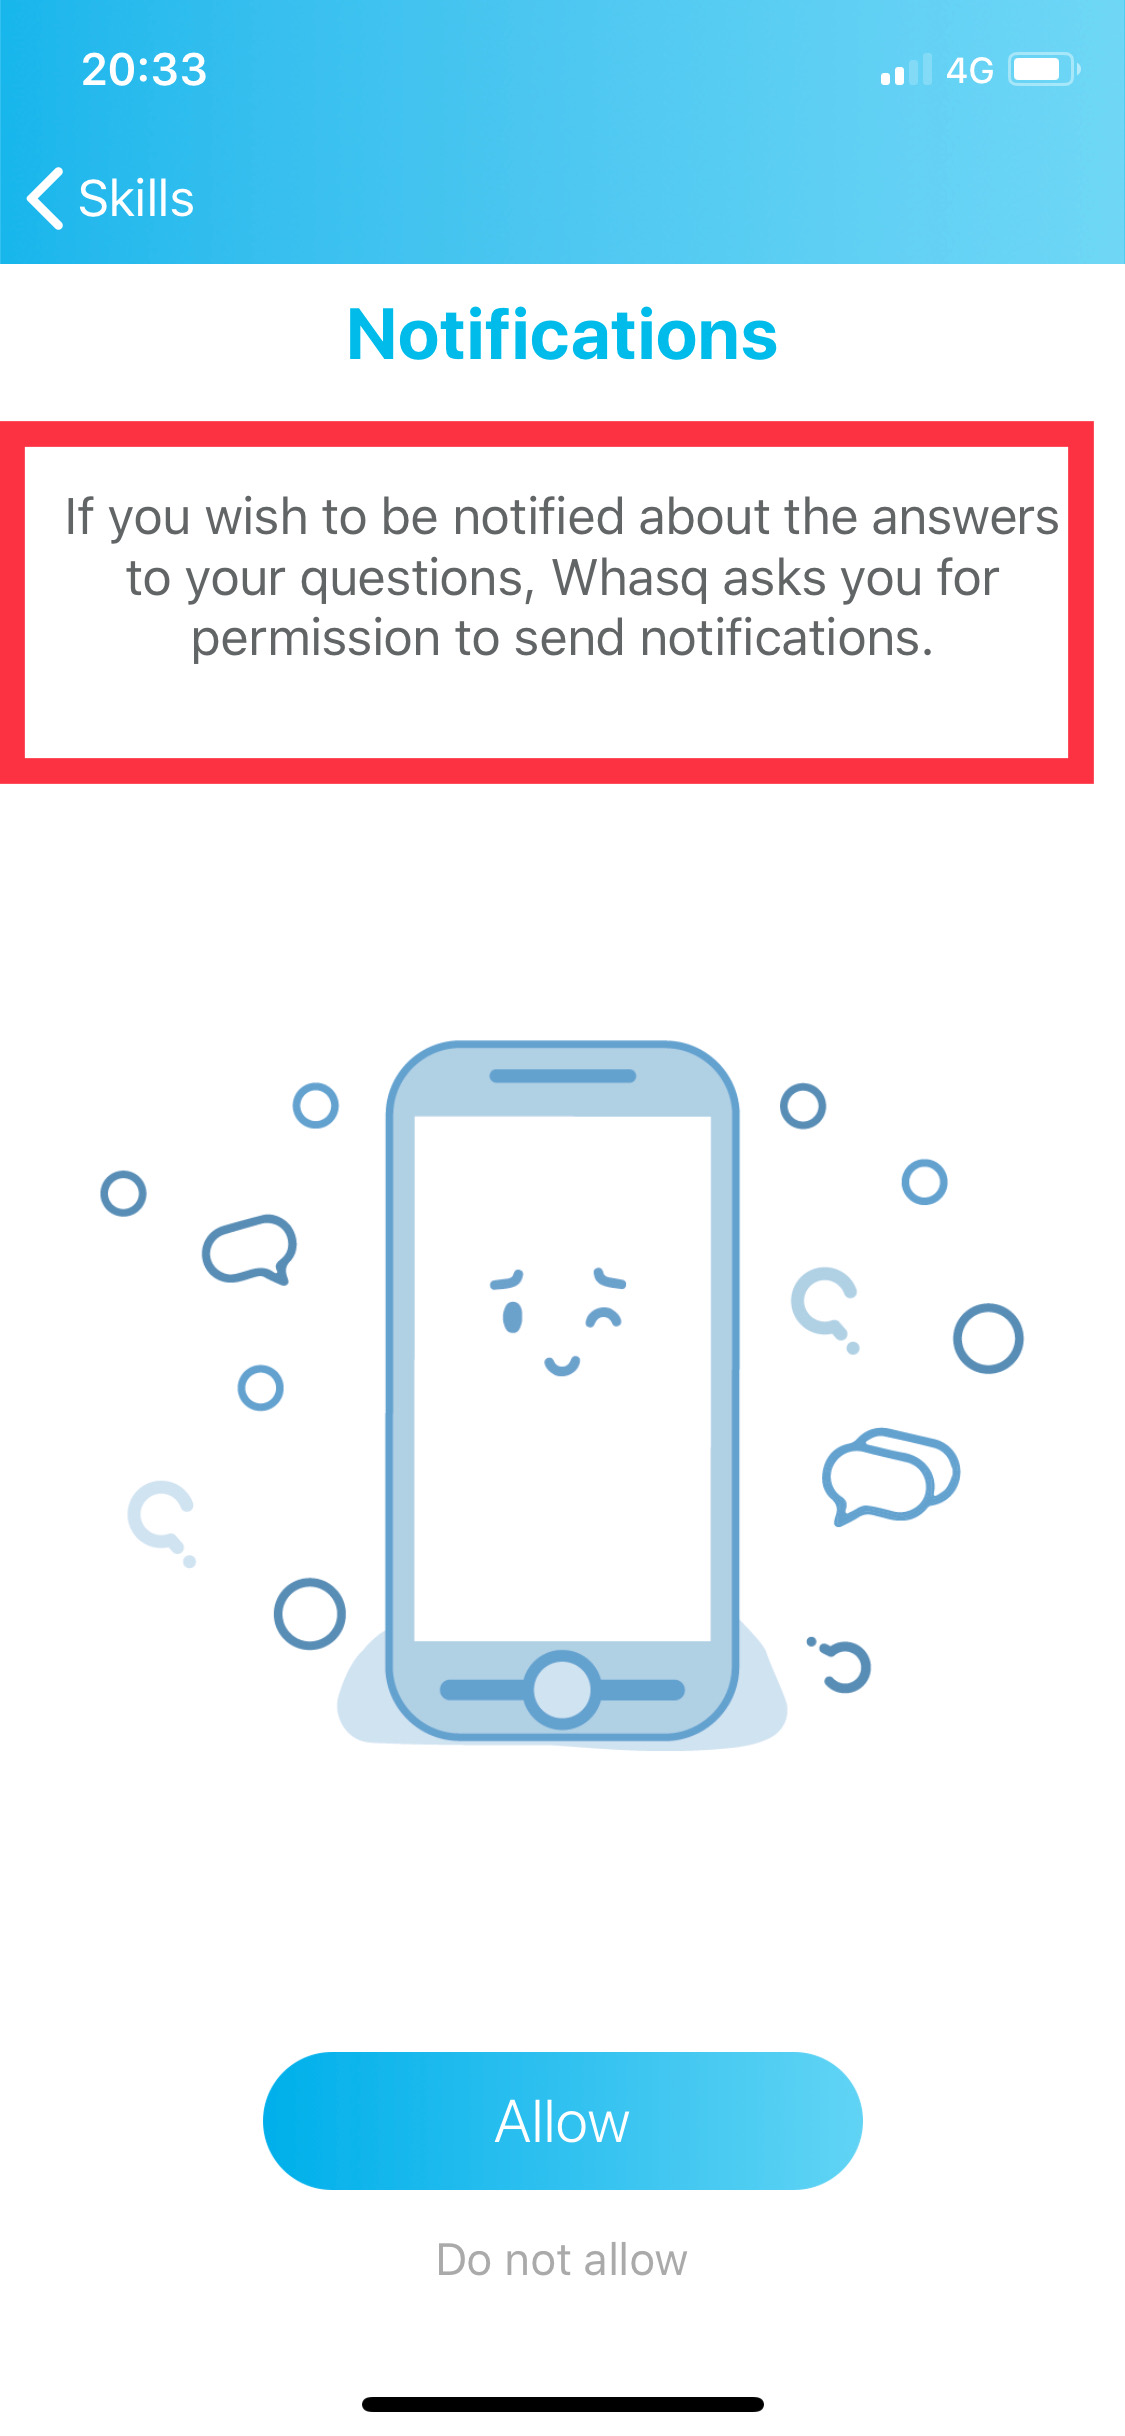 20:33
4G
Skills
Notifications
If you wish to be notified about the answers
to your questions, Whasq asks you for
permission to send notifications.
Allow
Do not allow